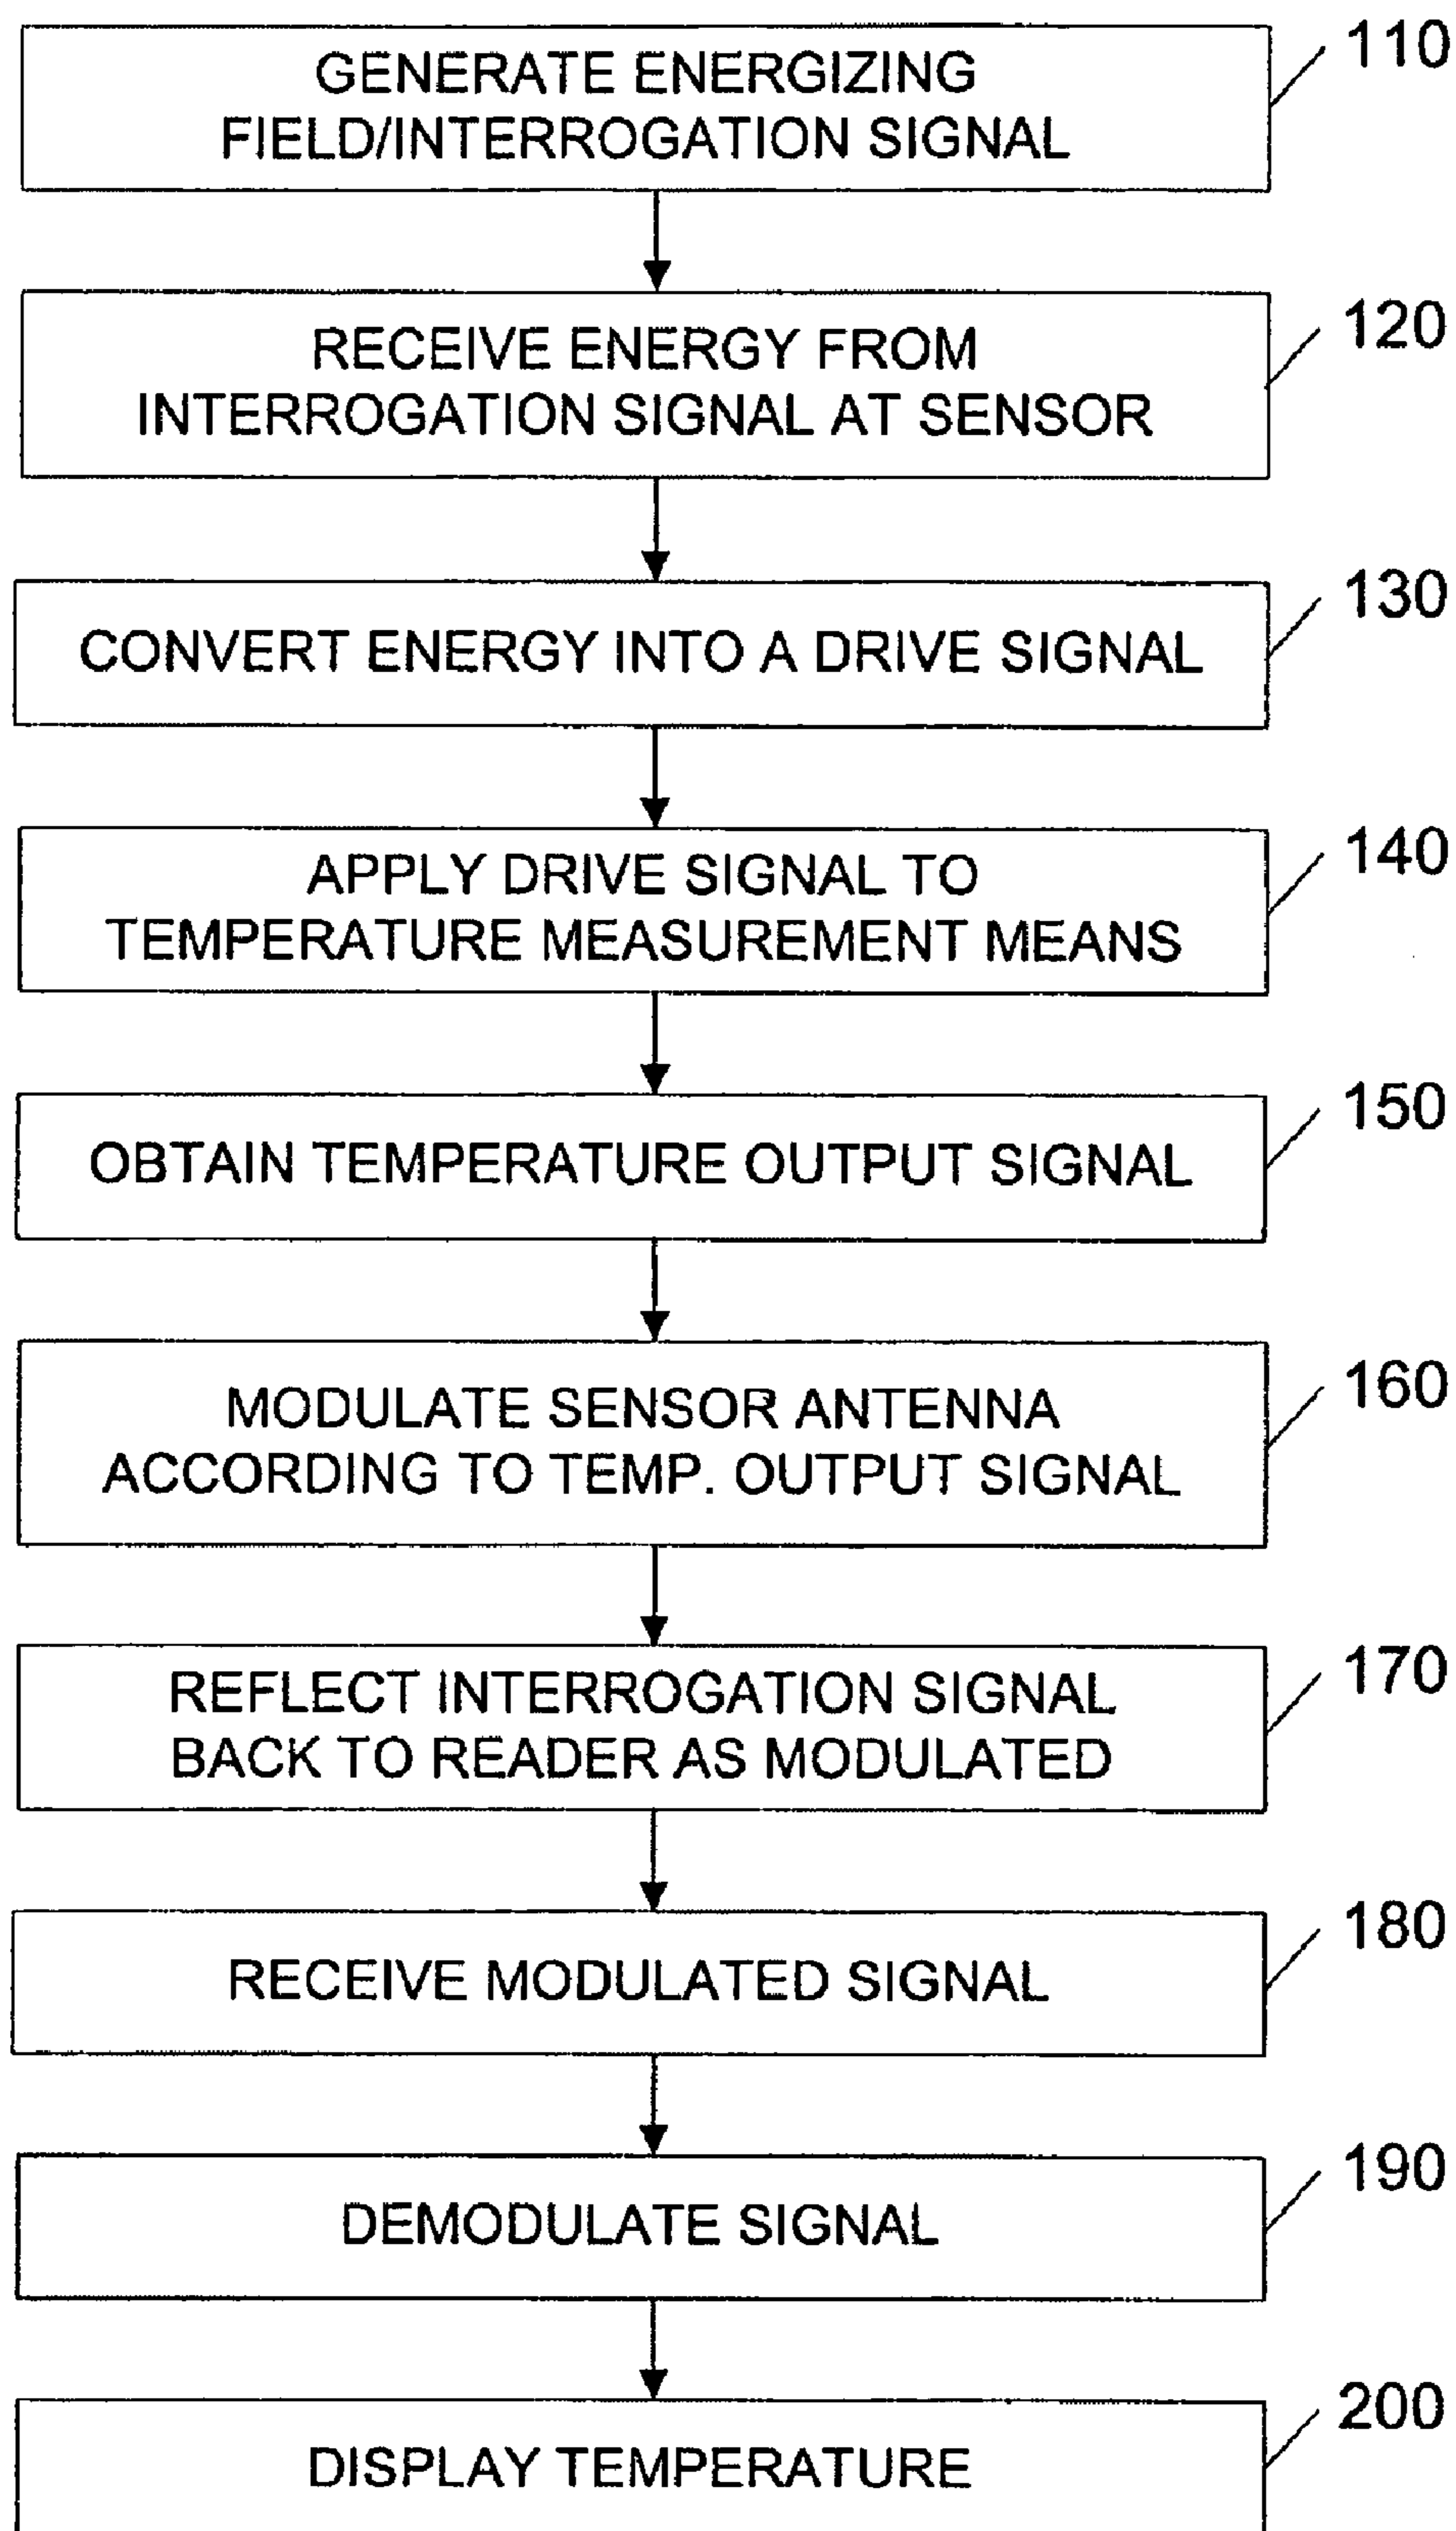 GENERATE ENERGIZING
FIELD/INTERROGATION SIGNAL
110
RECEIVE ENERGY FROM
INTERROGATION SIGNAL AT SENSOR
120
CONVERT ENERGY INTO A DRIVE SIGNAL
130
APPLY DRIVE SIGNAL TO
TEMPERATURE MEASUREMENT MEANS
140
OBTAIN TEMPERATURE OUTPUT SIGNAL
150
MODULATE SENSOR ANTENNA
ACCORDING TO TEMP. OUTPUT SIGNAL
160
REFLECT INTERROGATION SIGNAL
BACK TO READER AS MODULATED
170
RECEIVE MODULATED SIGNAL
180
DEMODULATE SIGNAL
190
DISPLAY TEMPERATURE
200